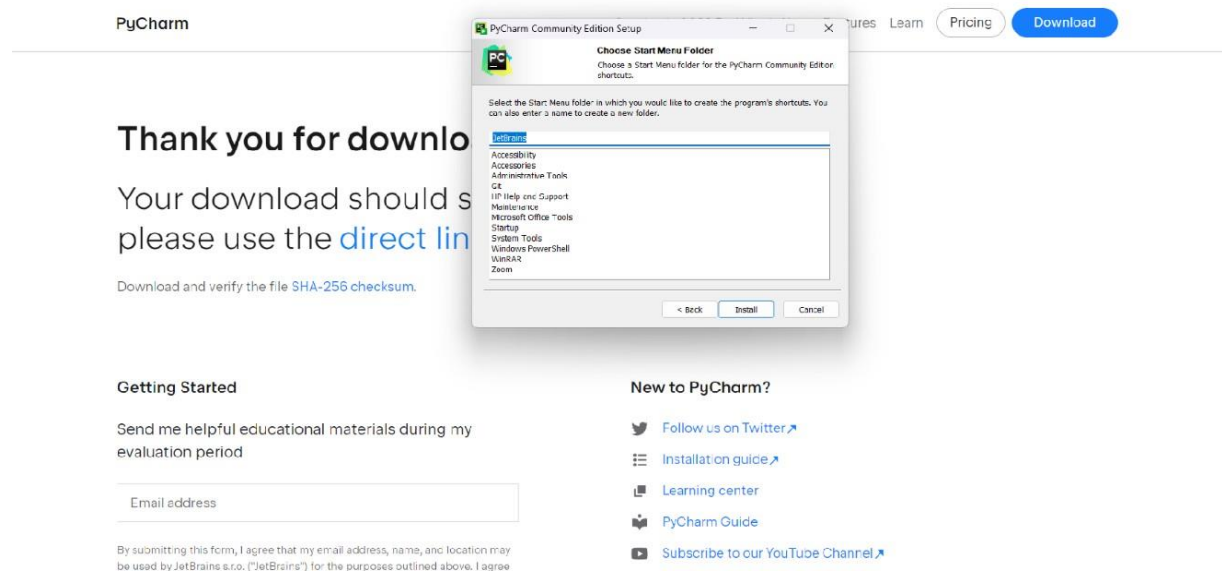 PyCharm
Learn
Pricing
Download
Thank you for downlo
Your download should s
please use the direct lin
Download and verify the file SHA-256 checksum.
PyCharm Community Edition Setup
Choose Start Menu Folder
Choose a Start Menu folder for the PyCharm Community Edition
shortcuts.
Select the Start Menu folder in which you would like to create the program's shortcuts. You
can also enter a name to create a new folder.
JetBrains
Accessibility
Accessories
Administrative Tools
Git
HP Help and Support
Maintenance
Microsoft Office Tools
Startup
System Tools
Windows PowerShell
WinRAR
Zoom
< Back
Install
Cancel
Getting Started
Send me helpful educational materials during my
evaluation period
Email address
By submitting this form, I agree that my email address, name, and location may
be used by JetBrains s.r.o. ("JetBrains") for the purposes outlined above. I agree
New to PyCharm?
Follow us on Twitter↗
Installation guide↗
Learning center
PyCharm Guide
Subscribe to our YouTube Channel↗